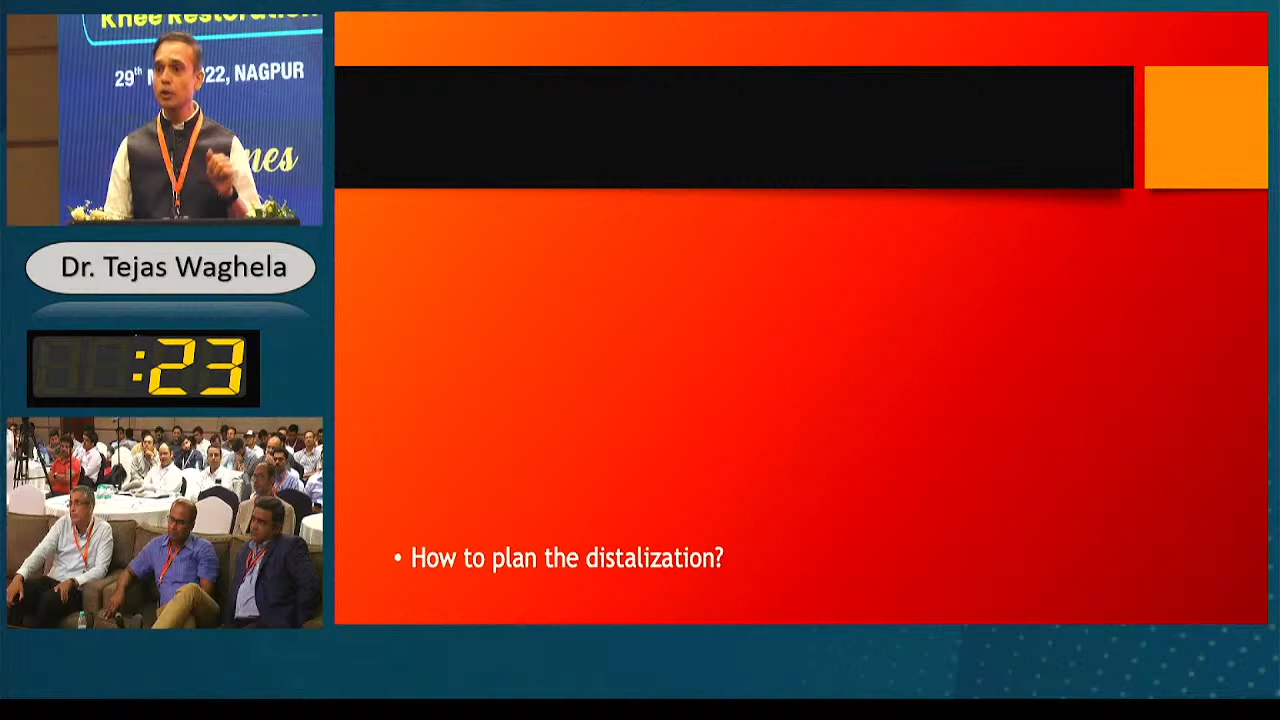 Knee Restoration
29th M 22, NAGPUR
mes
Dr. Tejas Waghela
:23
• How to plan the distalization?